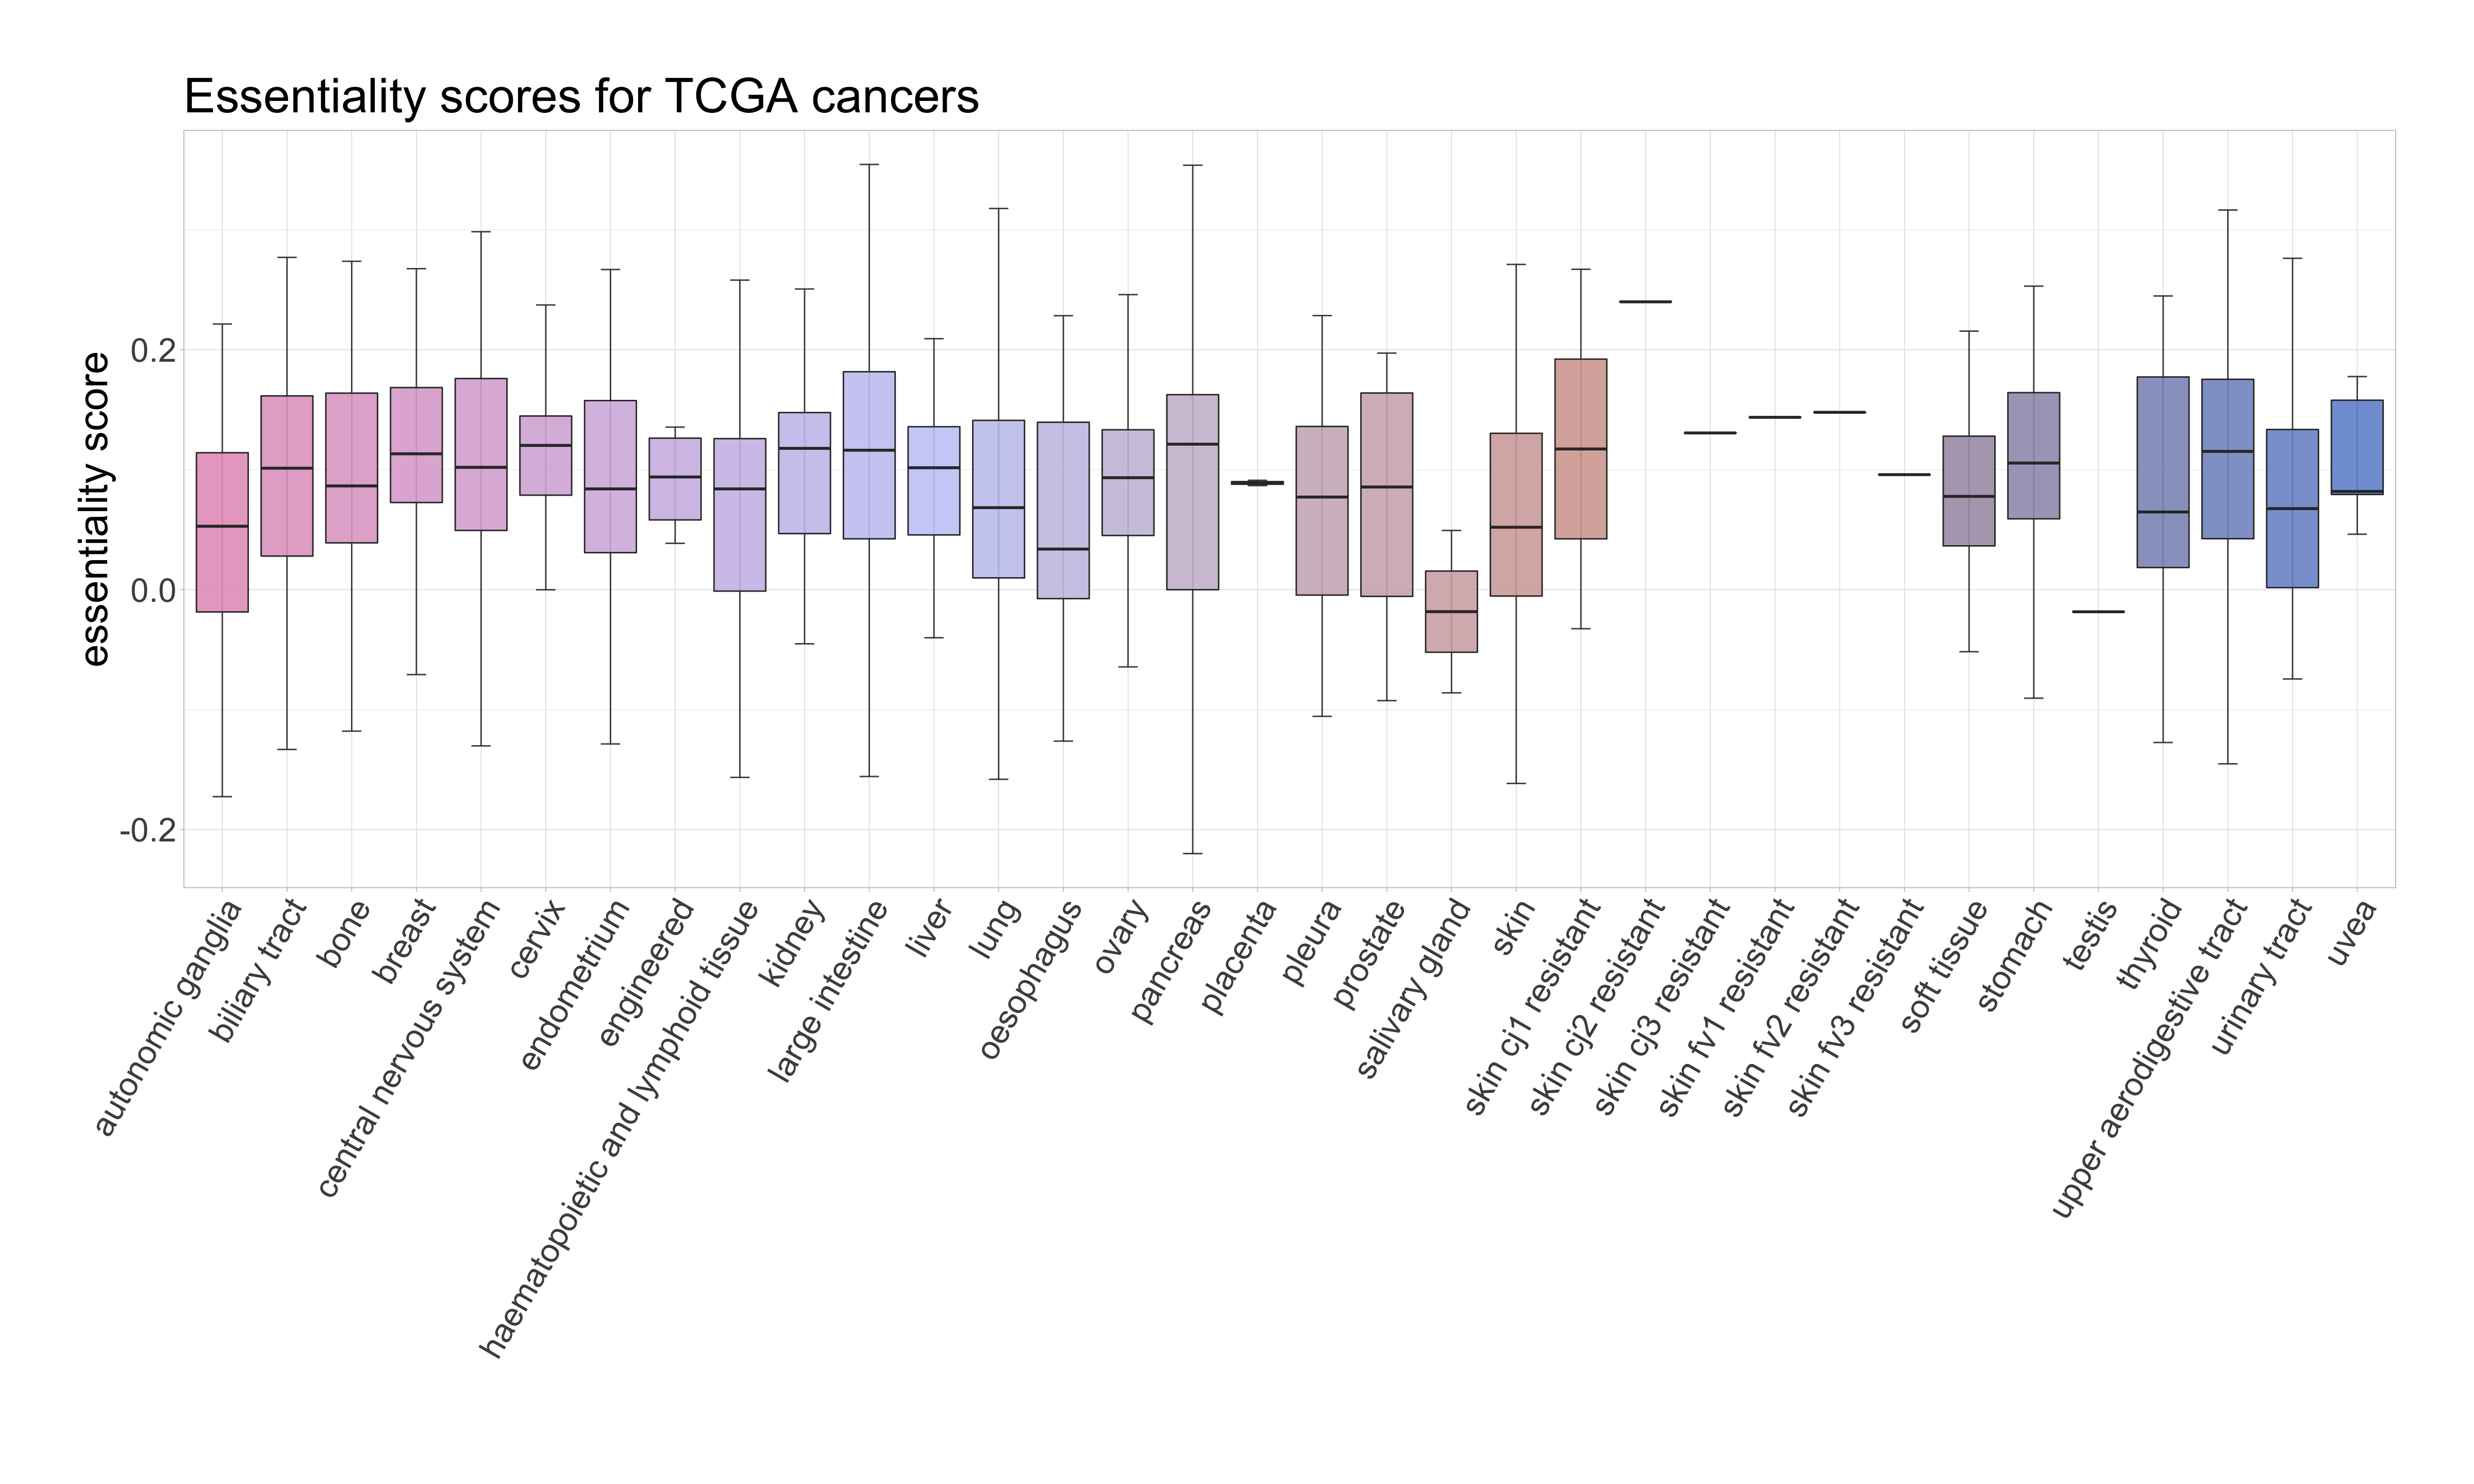 Essentiality scores for TCGA cancers
essentiality score
0.2
0.0
-0.2
autonomic ganglia
biliary tract
bone
breast
central nervous system
cervix
endometrium
engineered
haematopoietic and lymphoid tissue
kidney
large intestine
liver
lung
oesophagus
ovary
pancreas
placenta
pleura
prostate
salivary gland
skin
skin cj1 resistant
skin cj2 resistant
skin cj3 resistant
skin fv1 resistant
skin fv2 resistant
skin fv3 resistant
soft tissue
stomach
testis
thyroid
upper aerodigestive tract
urinary tract
uvea